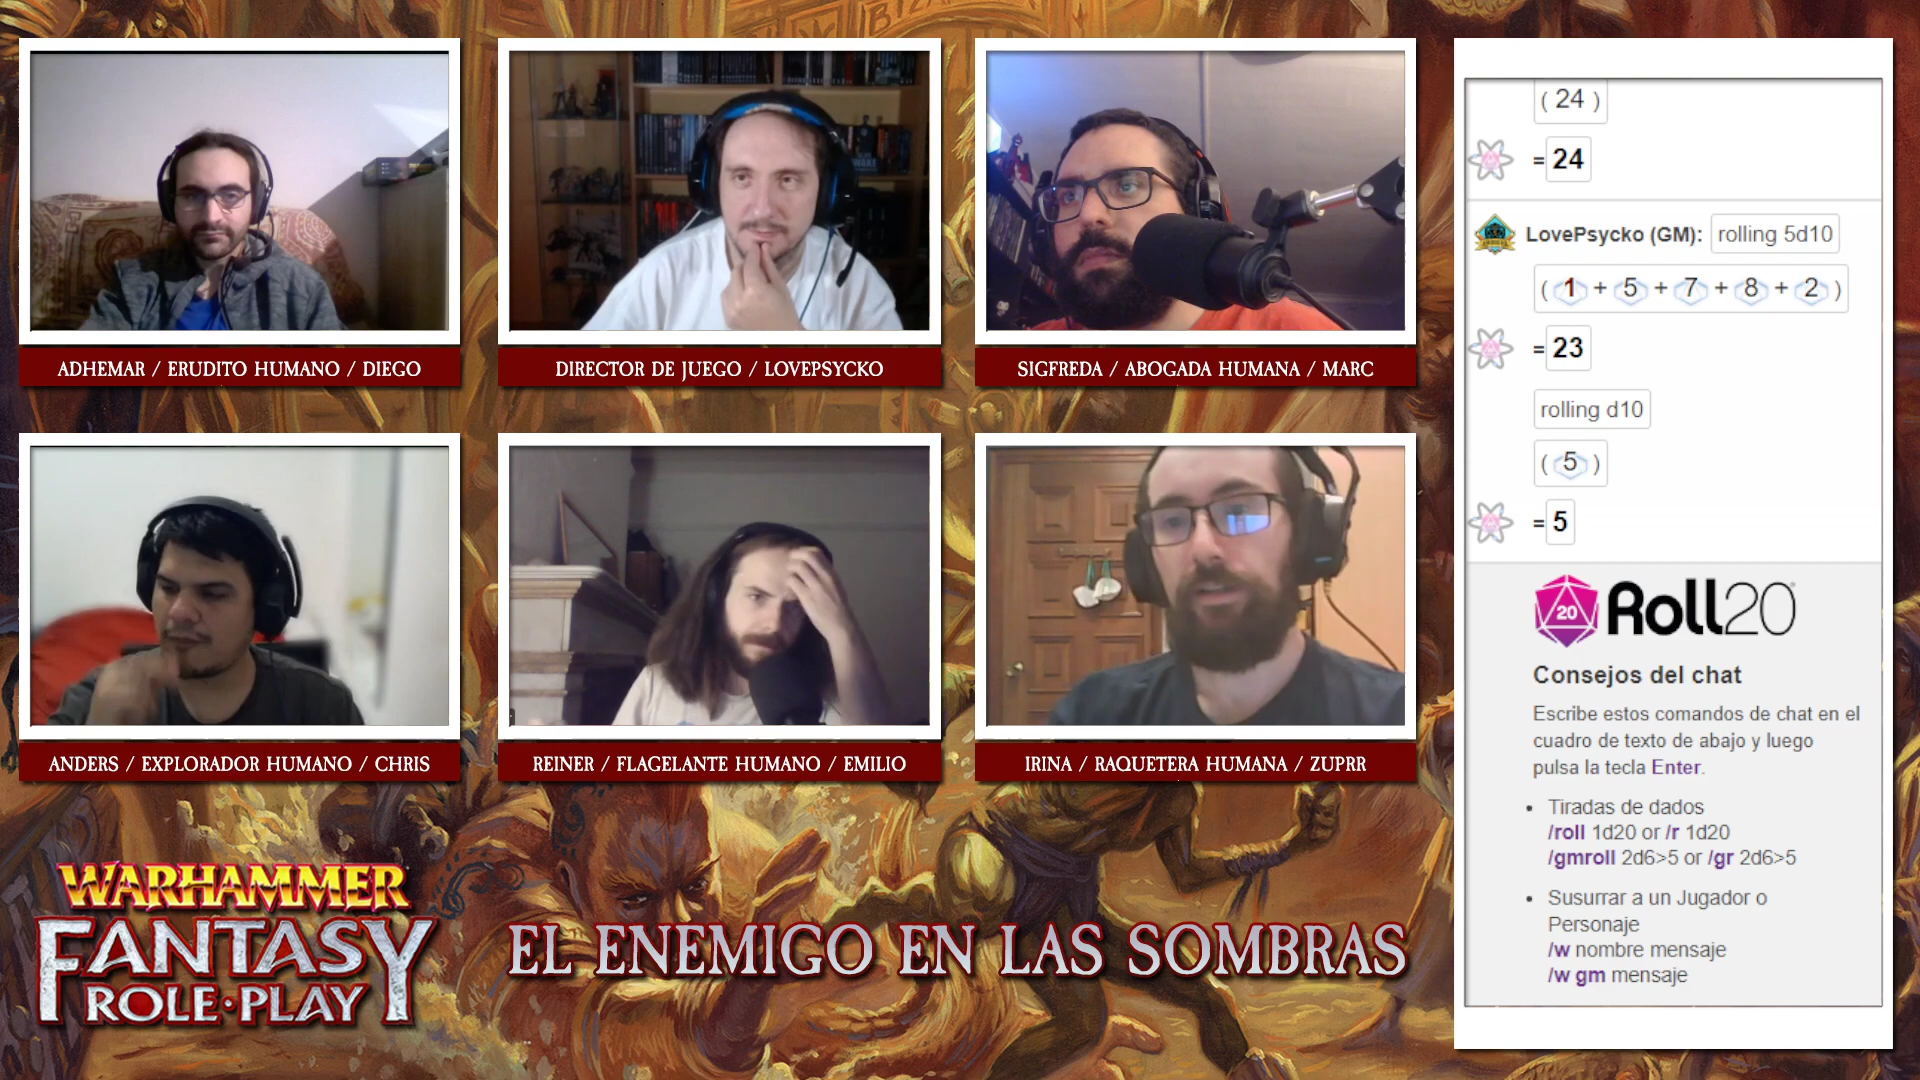 ADHEMAR / ERUDITO HUMANO / DIEGO
DIRECTOR DE JUEGO / LOVEPSYCKO
SIGFREDA / ABOGADA HUMANA / MARC
ANDERS / EXPLORADOR HUMANO / CHRIS
REINER / FLAGELANTE HUMANO / EMILIO
IRINA / RAQUETERA HUMANA / ZUPRR
WARHAMMER
FANTASY
ROLE·PLAY
EL ENEMIGO EN LAS SOMBRAS
( 24 )
= 24
LovePsycko (GM): rolling 5d10
( 1 + 5 + 7 + 8 + 2 )
= 23
rolling d10
( 5 )
= 5
20 Roll20
Consejos del chat
Escribe estos comandos de chat en el
cuadro de texto de abajo y luego
pulsa la tecla Enter.
• Tiradas de dados
/roll 1d20 or /r 1d20
/gmroll 2d6>5 or /gr 2d6>5
• Susurrar a un Jugador o
Personaje
/w nombre mensaje
/w gm mensaje